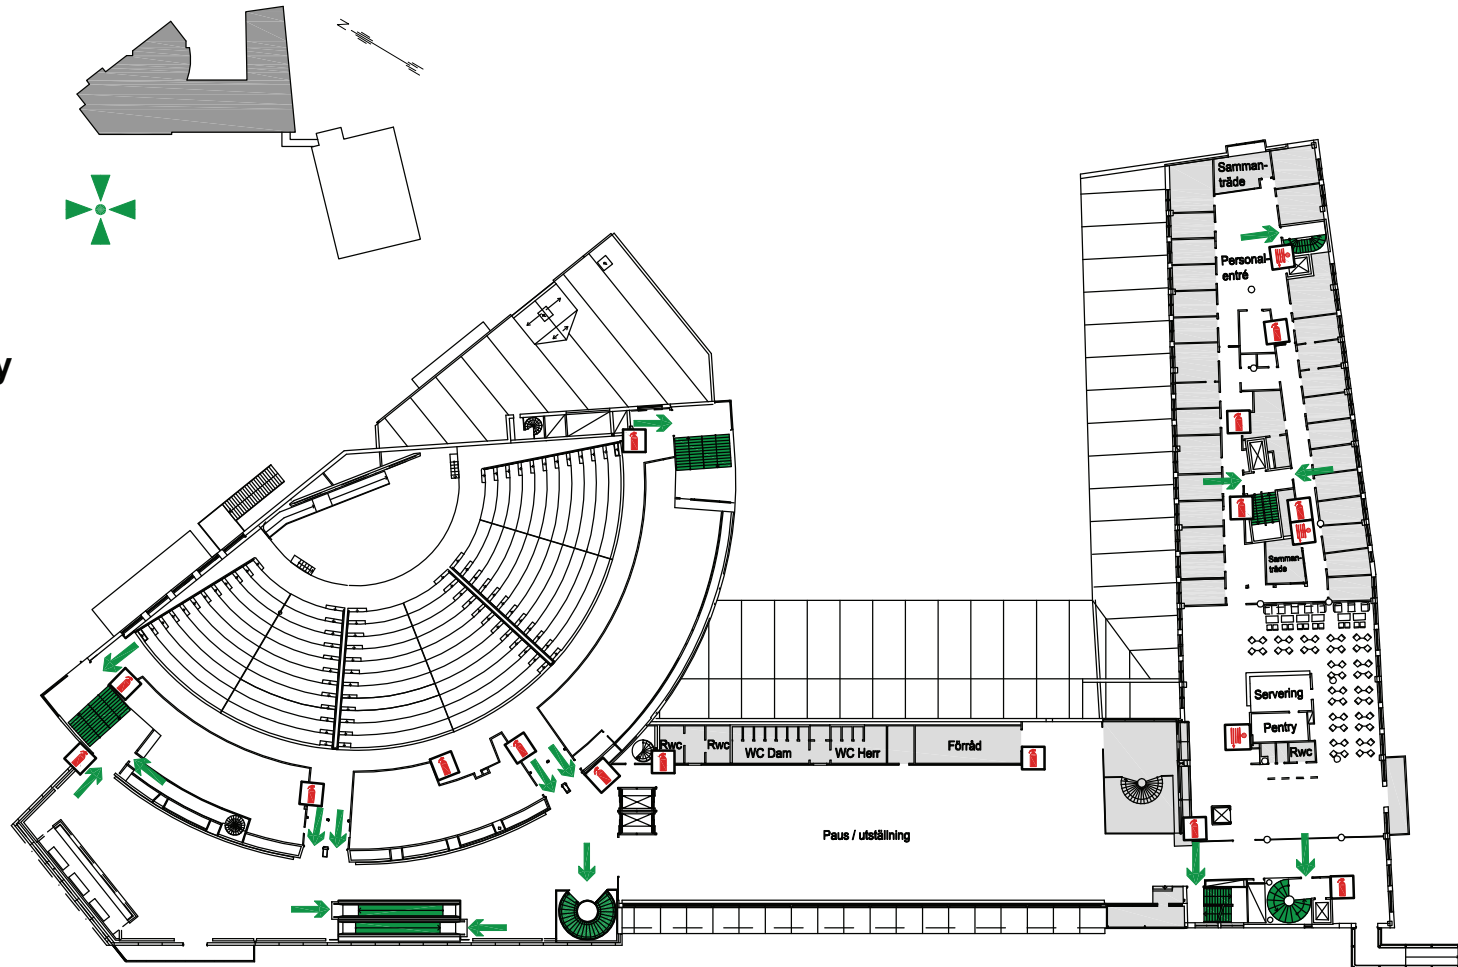 N
y
Samman-
träde
Personal-
entré
Samman-
träde
Servering
Pentry
Rwc
Rwc
Rwc
WC Dam
WC Herr
Förråd
Paus / utställning